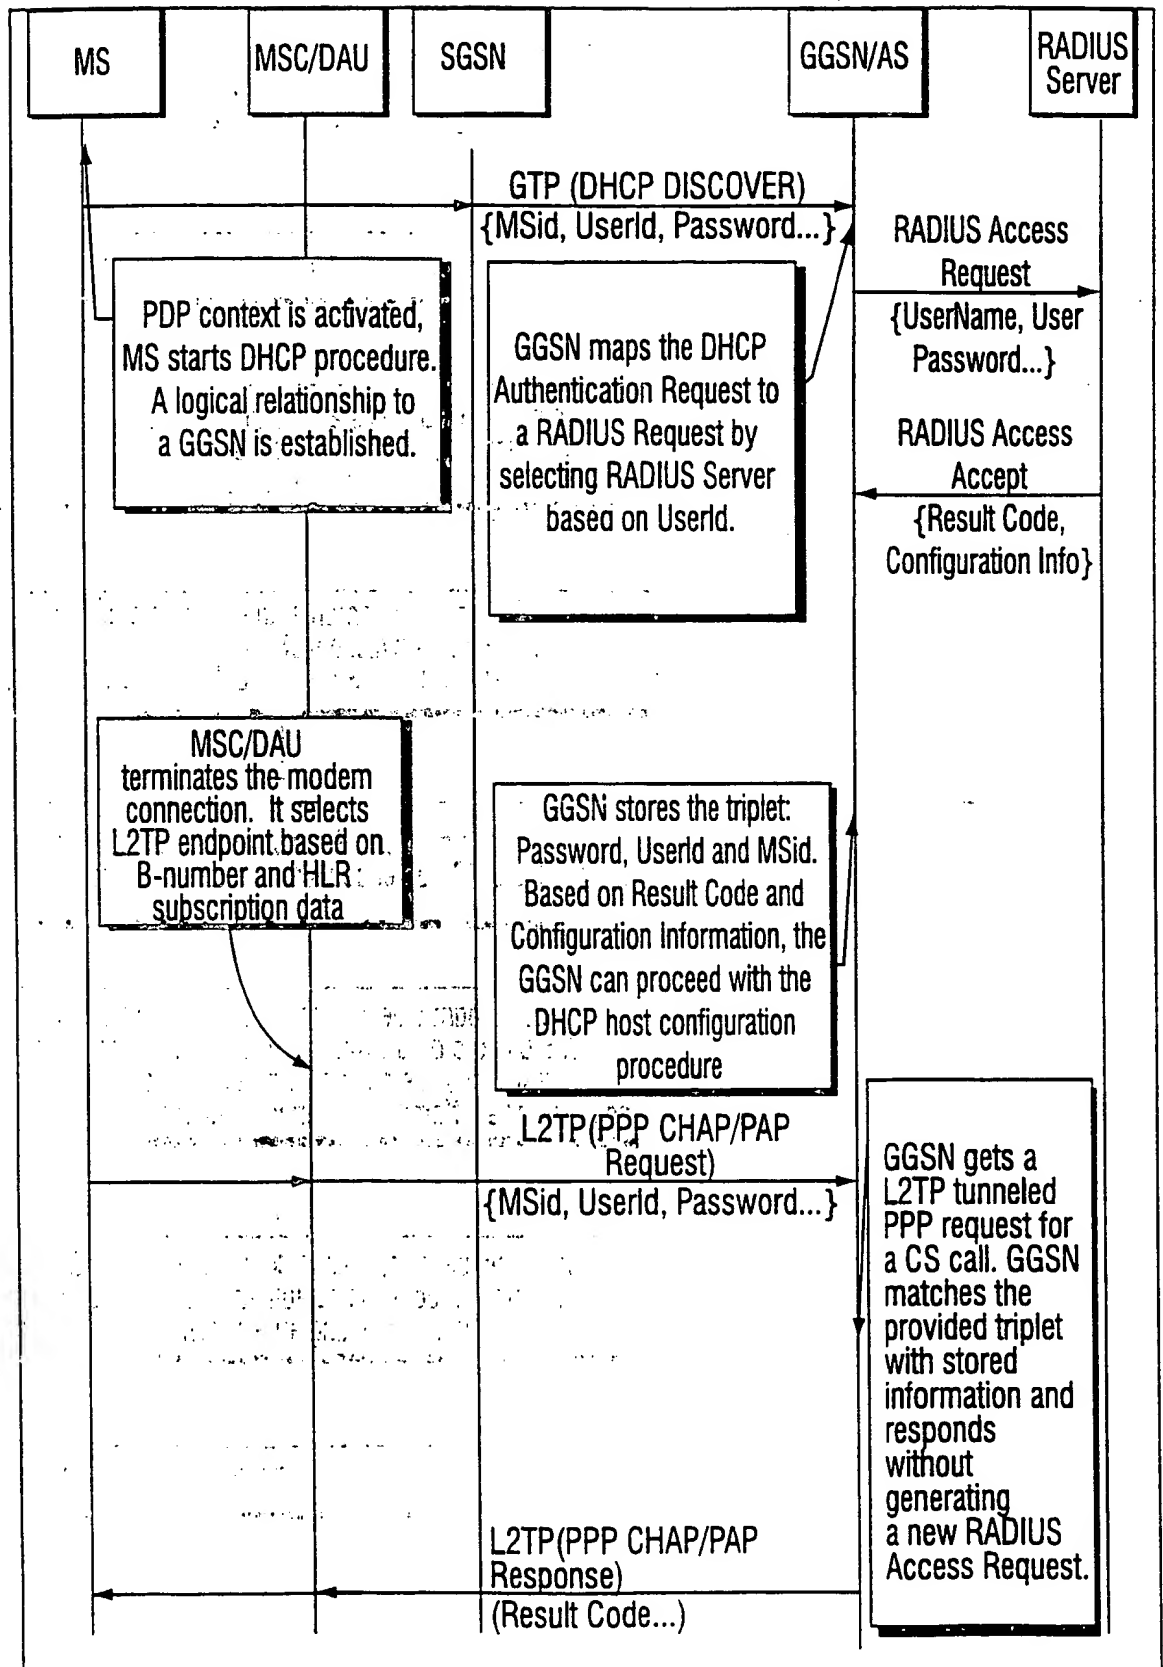 MS
MSC/DAU
SGSN
GGSN/AS
RADIUS
Server
GTP (DHCP DISCOVER)
{MSid, UserId, Password...}
RADIUS Access
Request
{UserName, User
Password...}
PDP context is activated,
MS starts DHCP procedure.
A logical relationship to
a GGSN is established.
GGSN maps the DHCP
Authentication Request to
a RADIUS Request by
selecting RADIUS Server
based on UserId.
RADIUS Access
Accept
{Result Code,
Configuration Info}
MSC/DAU
terminates the modem
connection. It selects
L2TP endpoint based on
B-number and HLR
subscription data
GGSN stores the triplet:
Password, UserId and MSid.
Based on Result Code and
Configuration Information, the
GGSN can proceed with the
DHCP host configuration
procedure
L2TP(PPP CHAP/PAP
Request)
{MSid, UserId, Password...}
GGSN gets a
L2TP tunneled
PPP request for
a CS call. GGSN
matches the
provided triplet
with stored
information and
responds
without
generating
a new RADIUS
Access Request.
L2TP(PPP CHAP/PAP
Response)
(Result Code...)